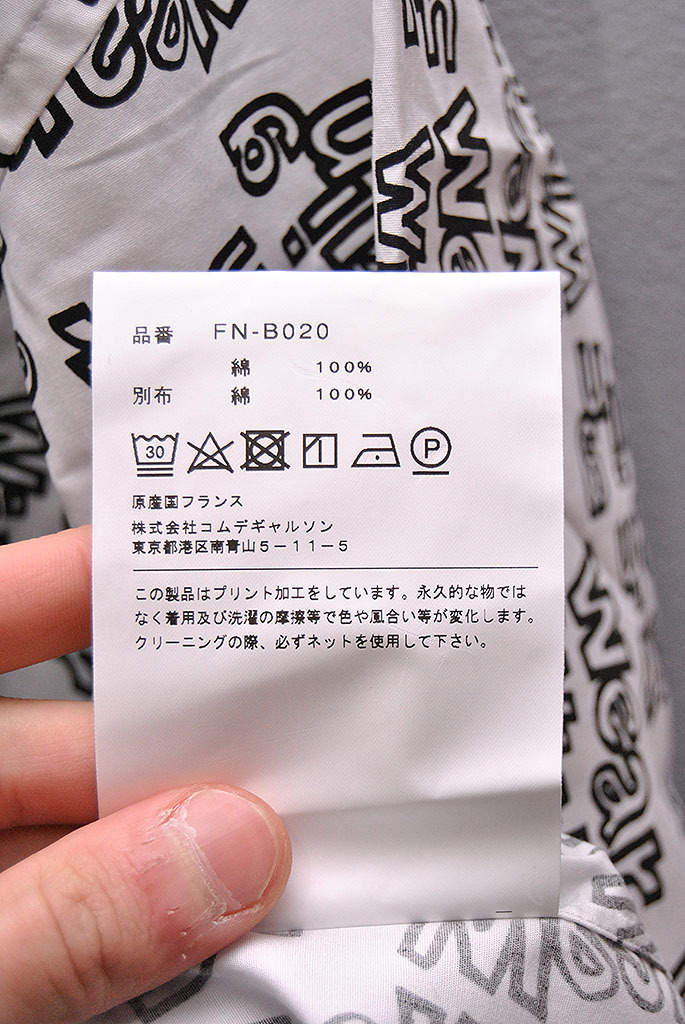 品番 FN-B020
綿 100%
別布 綿 100%
30
P
原産国フランス
株式会社コムデギャルソン
東京都港区南青山5-11-5
この製品はプリント加工をしています。永久的な物では
なく着用及び洗濯の摩擦等で色や風合い等が変化します。
クリーニングの際、必ずネットを使用して下さい。
Wear